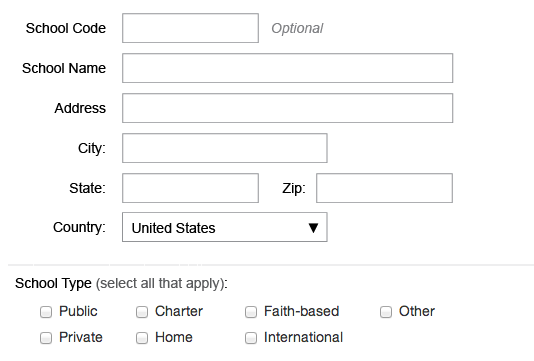 School Code Optional
School Name
Address
City:
State: Zip:
Country: United States ▼
School Type (select all that apply):
Public Charter Faith-based Other
Private Home International